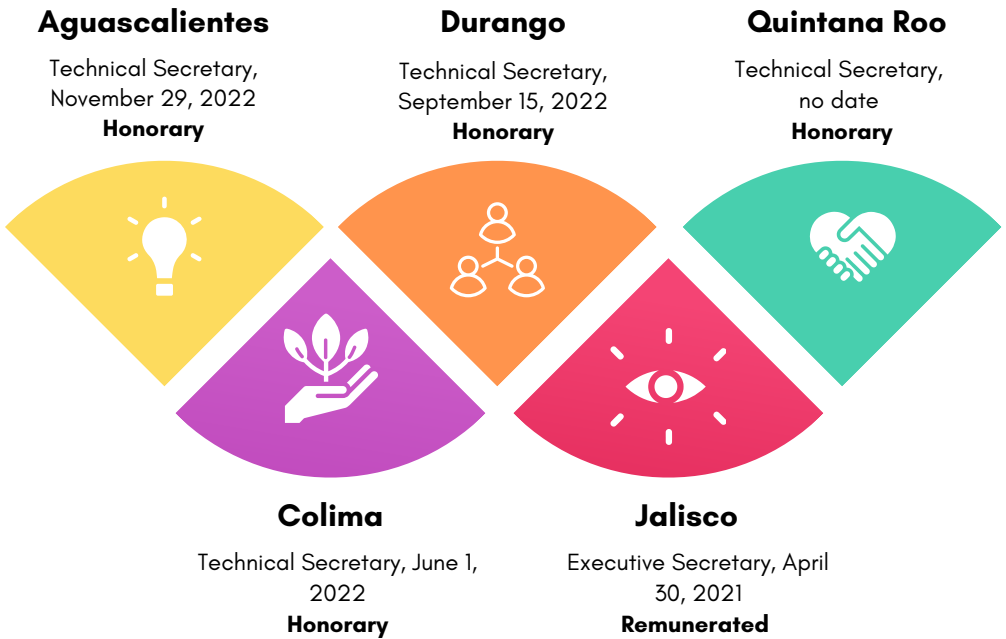 Aguascalientes
Technical Secretary,
November 29, 2022
Honorary
Durango
Technical Secretary,
September 15, 2022
Honorary
Quintana Roo
Technical Secretary,
no date
Honorary
Colima
Technical Secretary, June 1,
2022
Honorary
Jalisco
Executive Secretary, April
30, 2021
Remunerated